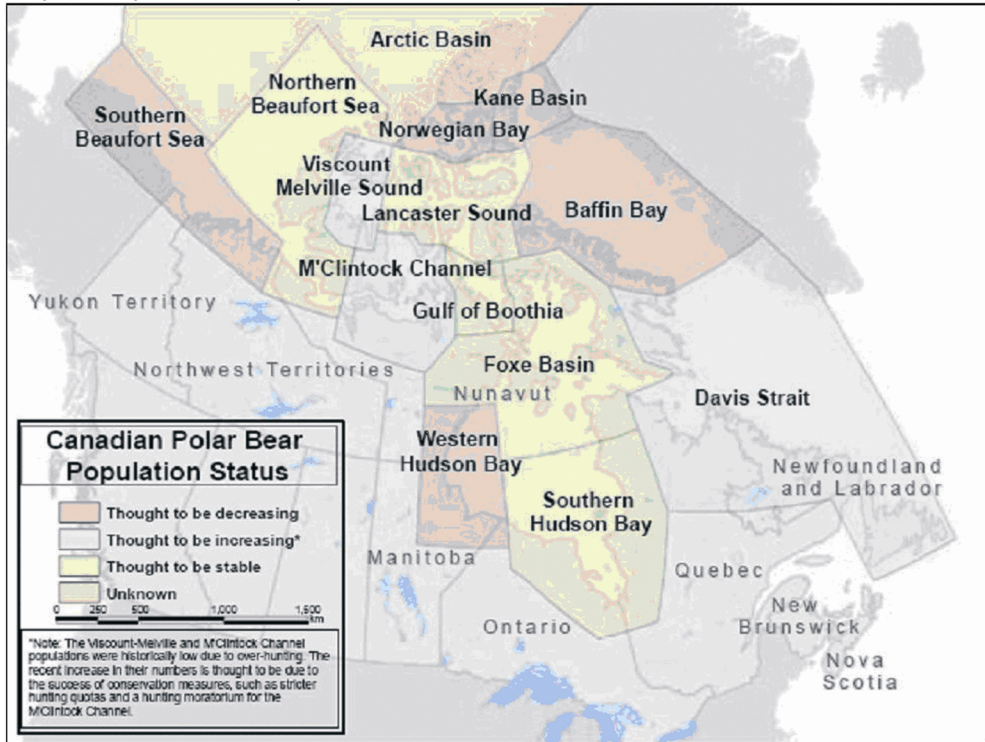 Arctic Basin
Northern
Beaufort Sea
Kane Basin
Southern
Beaufort Sea
Norwegian Bay
Viscount
Melville Sound
Lancaster Sound
Baffin Bay
M'Clintock Channel
Yukon Territory
Gulf of Boothia
Northwest Territories
Foxe Basin
Nunavut
Davis Strait
Western
Hudson Bay
Southern
Hudson Bay
Newfoundland
and Labrador
Manitoba
Quebec
Ontario
New
Brunswick
Nova
Scotia
Canadian Polar Bear
Population Status
Thought to be decreasing
Thought to be increasing*
Thought to be stable
Unknown
0 250 500 1,000 1,500
km
*Note: The Viscount-Melville and M'Clintock Channel
populations were historically low due to over-hunting. The
recent increase in their numbers is thought to be due to
the success of conservation measures, such as stricter
hunting quotas and a hunting moratorium for the
M'Clintock Channel.